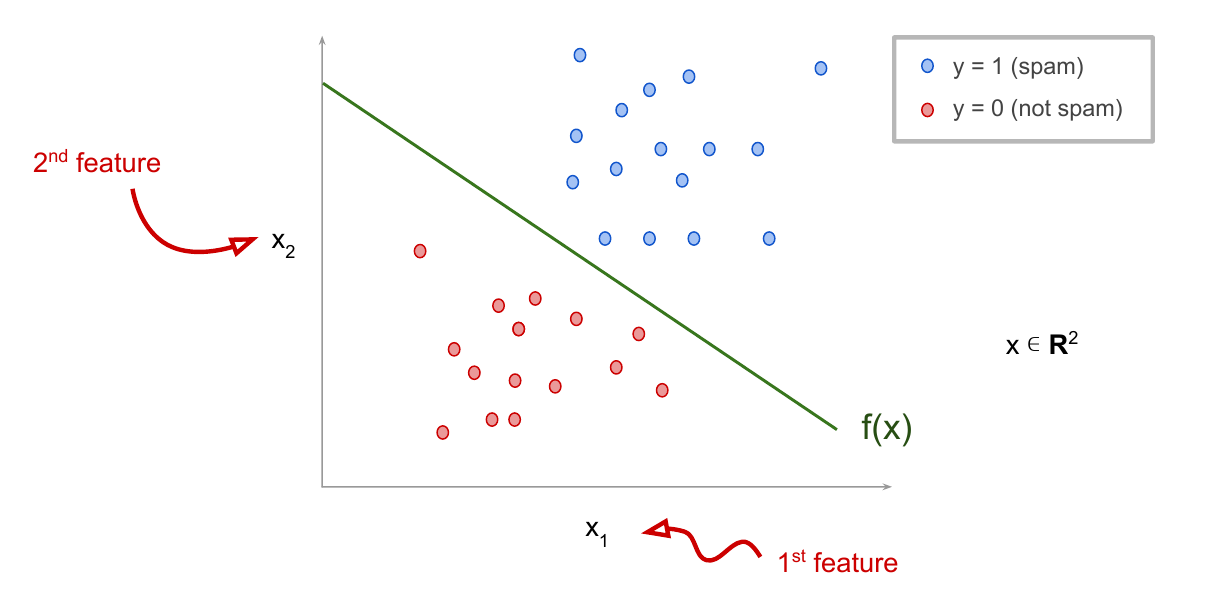 y = 1 (spam)
y = 0 (not spam)
2nd feature
x2
x ∈ R2
f(x)
x1
1st feature